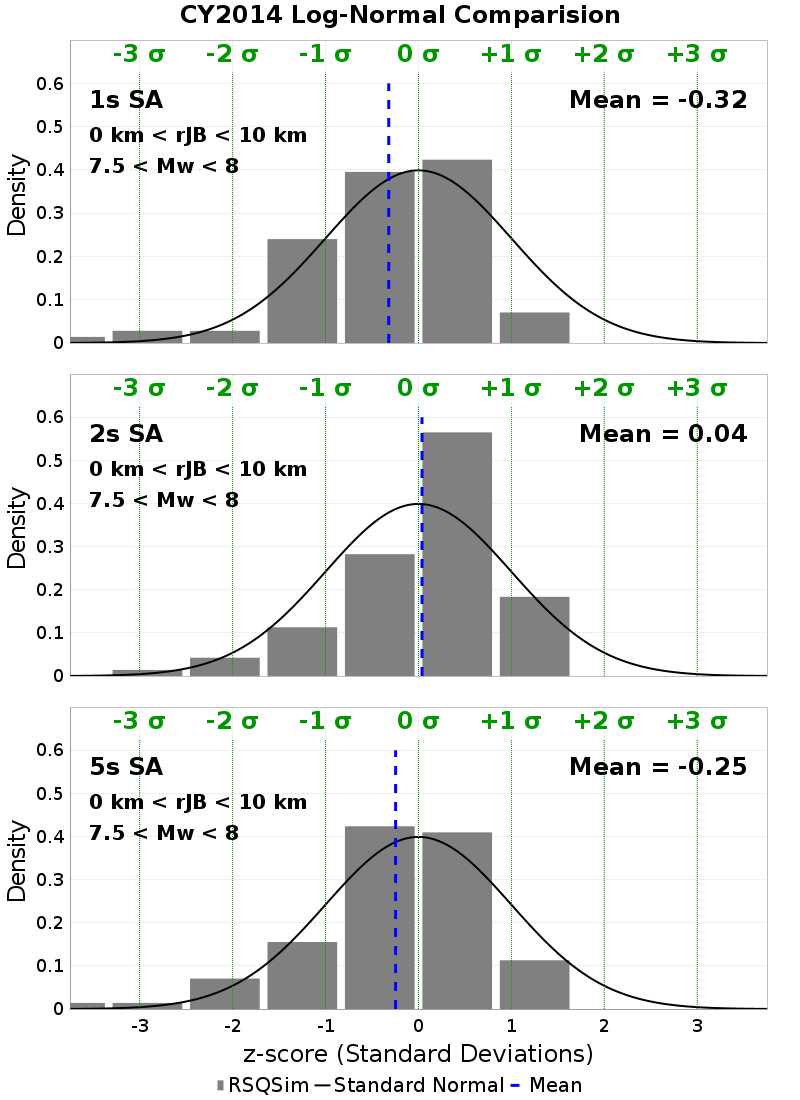 CY2014 Log-Normal Comparision
-3 σ -2 σ -1 σ 0 σ +1 σ +2 σ +3 σ
0.6
1s SA Mean = -0.32
0.5
0 km < rJB < 10 km
7.5 < Mw < 8
0.4
0.3
0.2
0.1
0
Density
-3 σ -2 σ -1 σ 0 σ +1 σ +2 σ +3 σ
0.6
2s SA Mean = 0.04
0.5
0 km < rJB < 10 km
7.5 < Mw < 8
0.4
0.3
0.2
0.1
0
Density
-3 σ -2 σ -1 σ 0 σ +1 σ +2 σ +3 σ
0.6
5s SA Mean = -0.25
0.5
0 km < rJB < 10 km
7.5 < Mw < 8
0.4
0.3
0.2
0.1
0
Density
-3 -2 -1 0 1 2 3
z-score (Standard Deviations)
RSQSim Standard Normal Mean